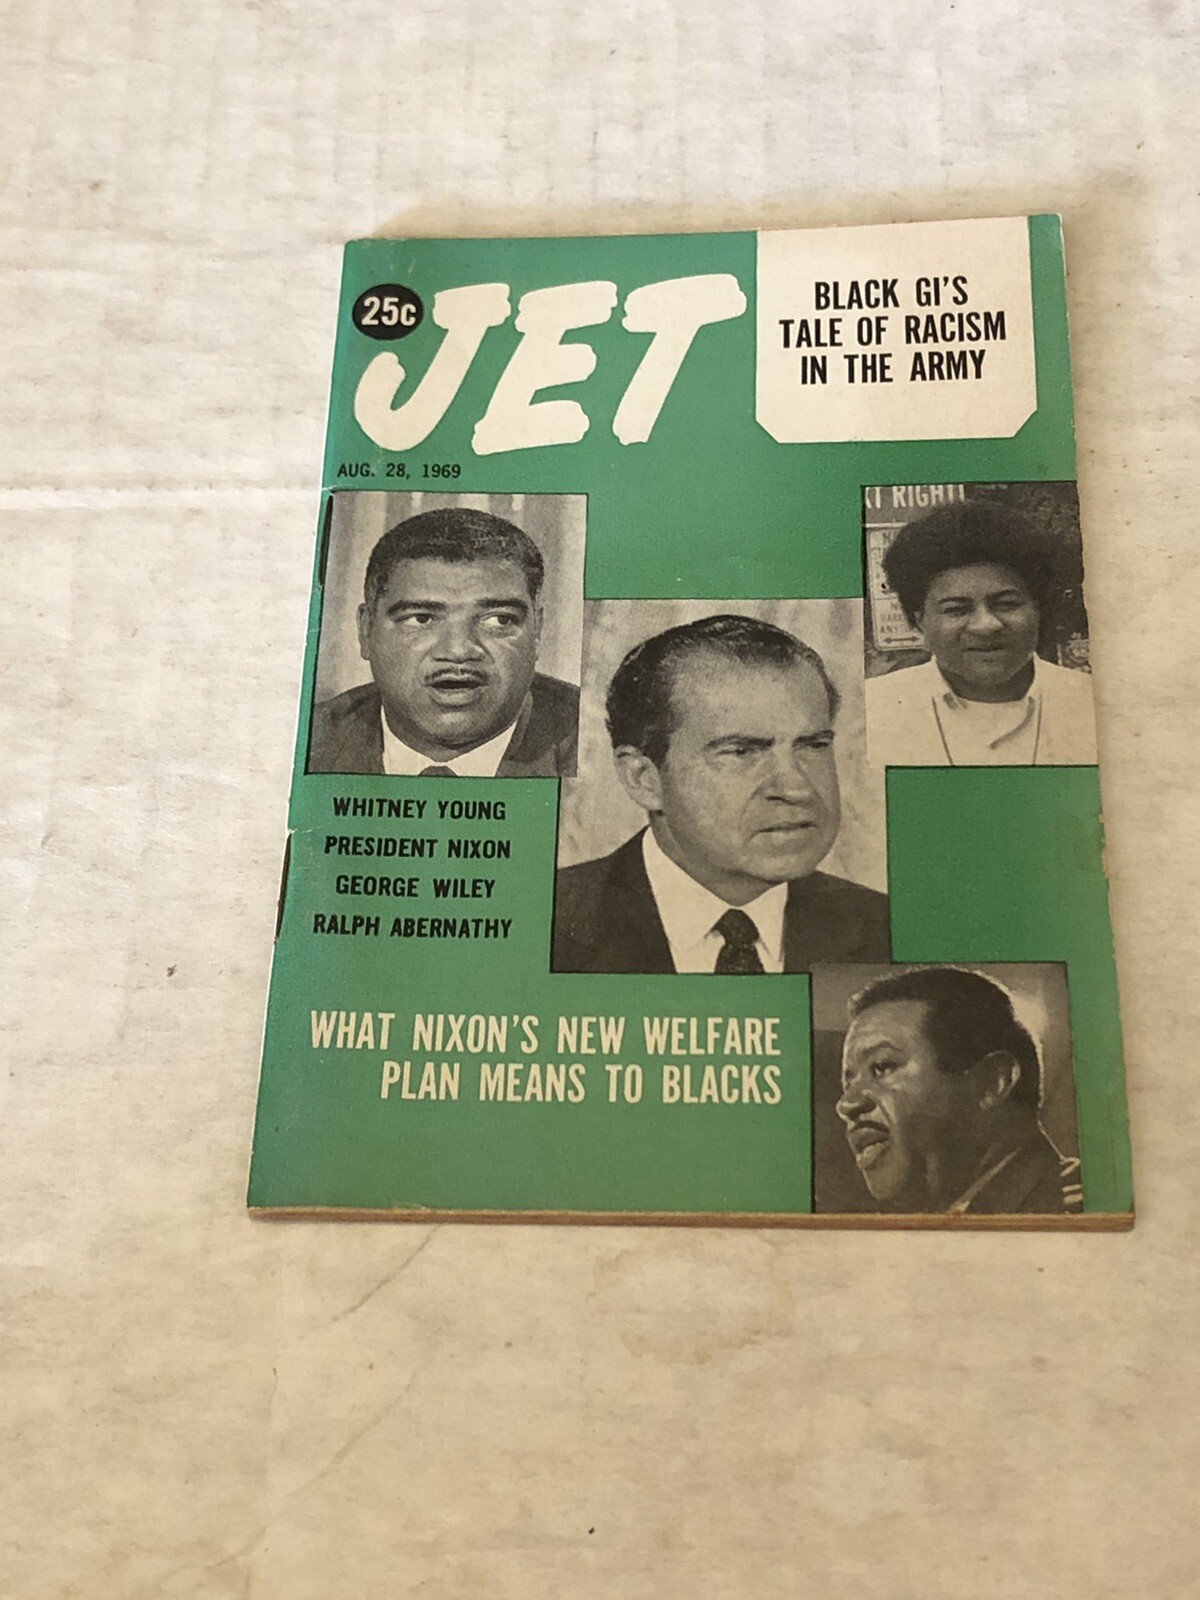 25c
JET
BLACK GI'S
TALE OF RACISM
IN THE ARMY
AUG. 28, 1969
RIGHT
WHITNEY YOUNG
PRESIDENT NIXON
GEORGE WILEY
RALPH ABERNATHY
WHAT NIXON'S NEW WELFARE
PLAN MEANS TO BLACKS